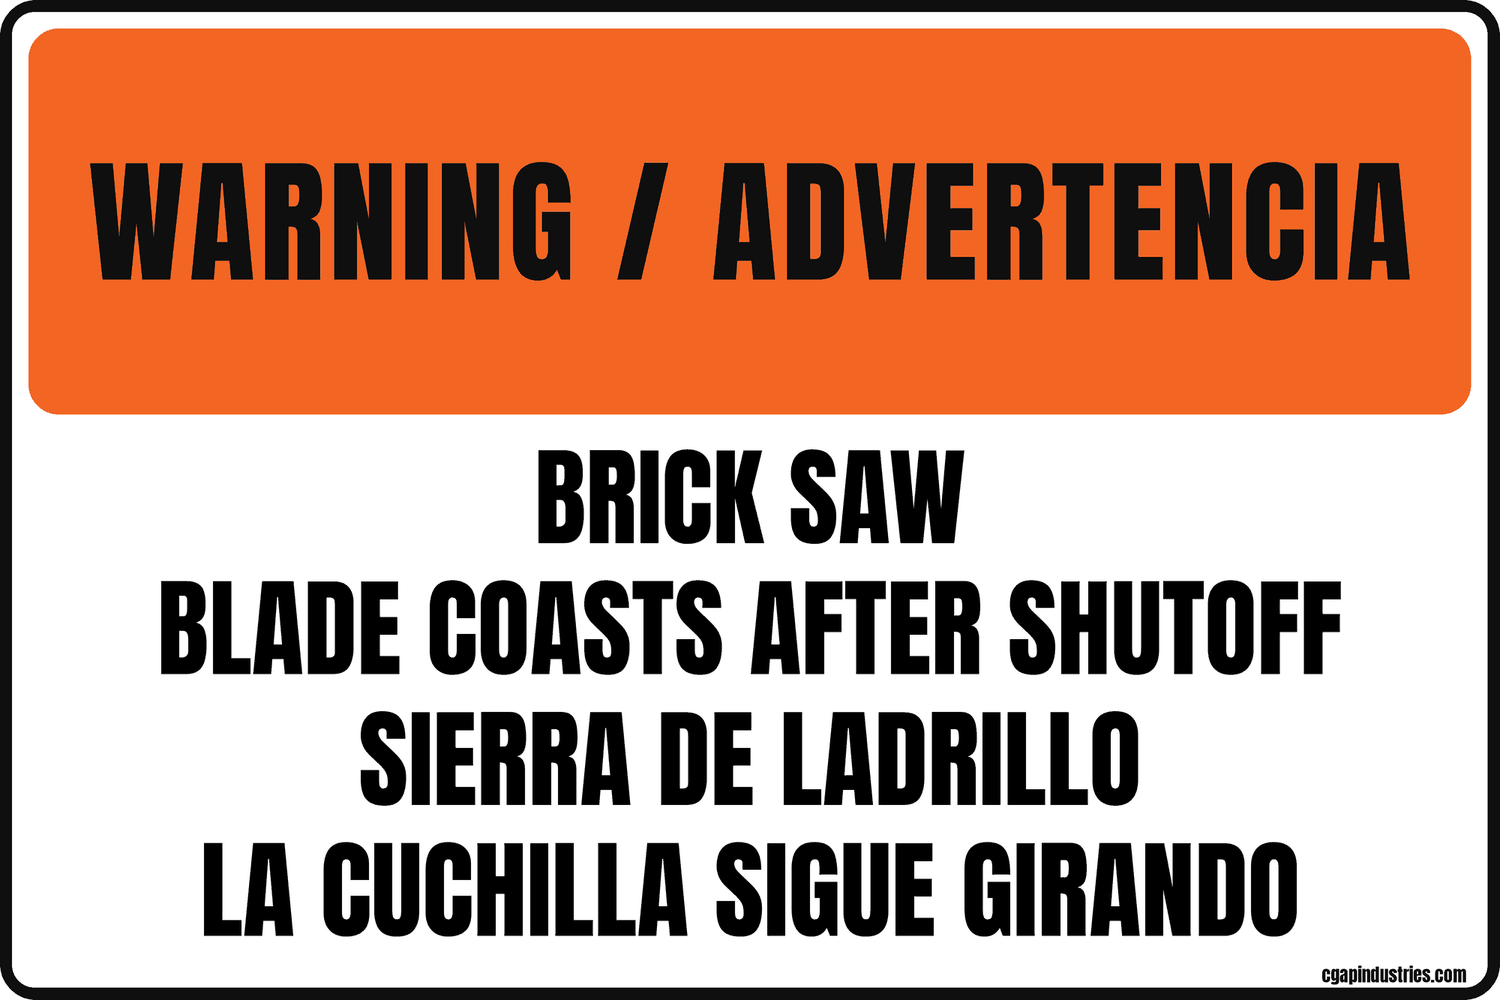 WARNING / ADVERTENCIA
BRICK SAW
BLADE COASTS AFTER SHUTOFF
SIERRA DE LADRILLO
LA CUCHILLA SIGUE GIRANDO
cgapindustries.com